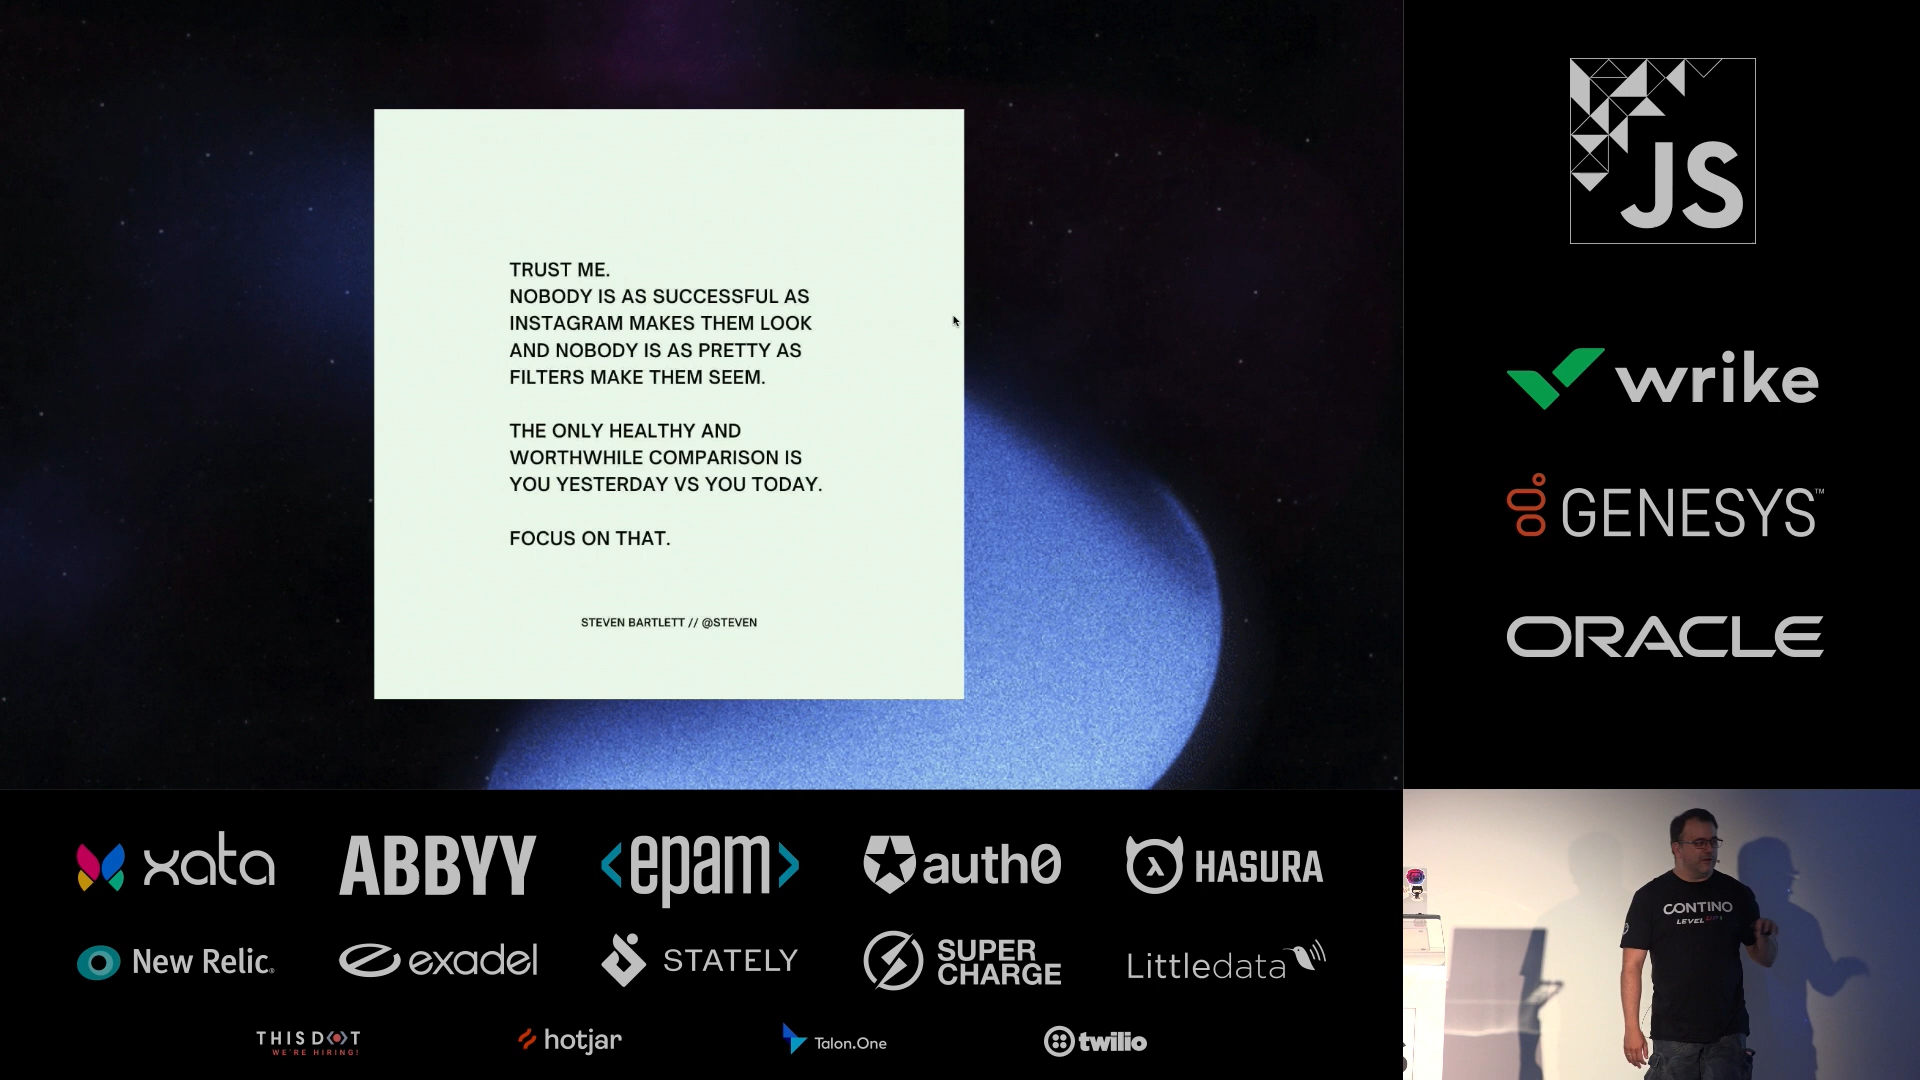 TRUST ME.
NOBODY IS AS SUCCESSFUL AS
INSTAGRAM MAKES THEM LOOK
AND NOBODY IS AS PRETTY AS
FILTERS MAKE THEM SEEM.
THE ONLY HEALTHY AND
WORTHWHILE COMPARISON IS
YOU YESTERDAY VS YOU TODAY.
FOCUS ON THAT.
STEVEN BARTLETT // @STEVEN
JS
wrike
GENESYS™
ORACLE
xata
ABBYY
<epam>
auth0
HASURA
New Relic®
exadel
STATELY
SUPER
CHARGE
Littledata
THIS DOT
WE'RE HIRING!
hotjar
Talon.One
twilio
CONTINO
LEVEL UP!